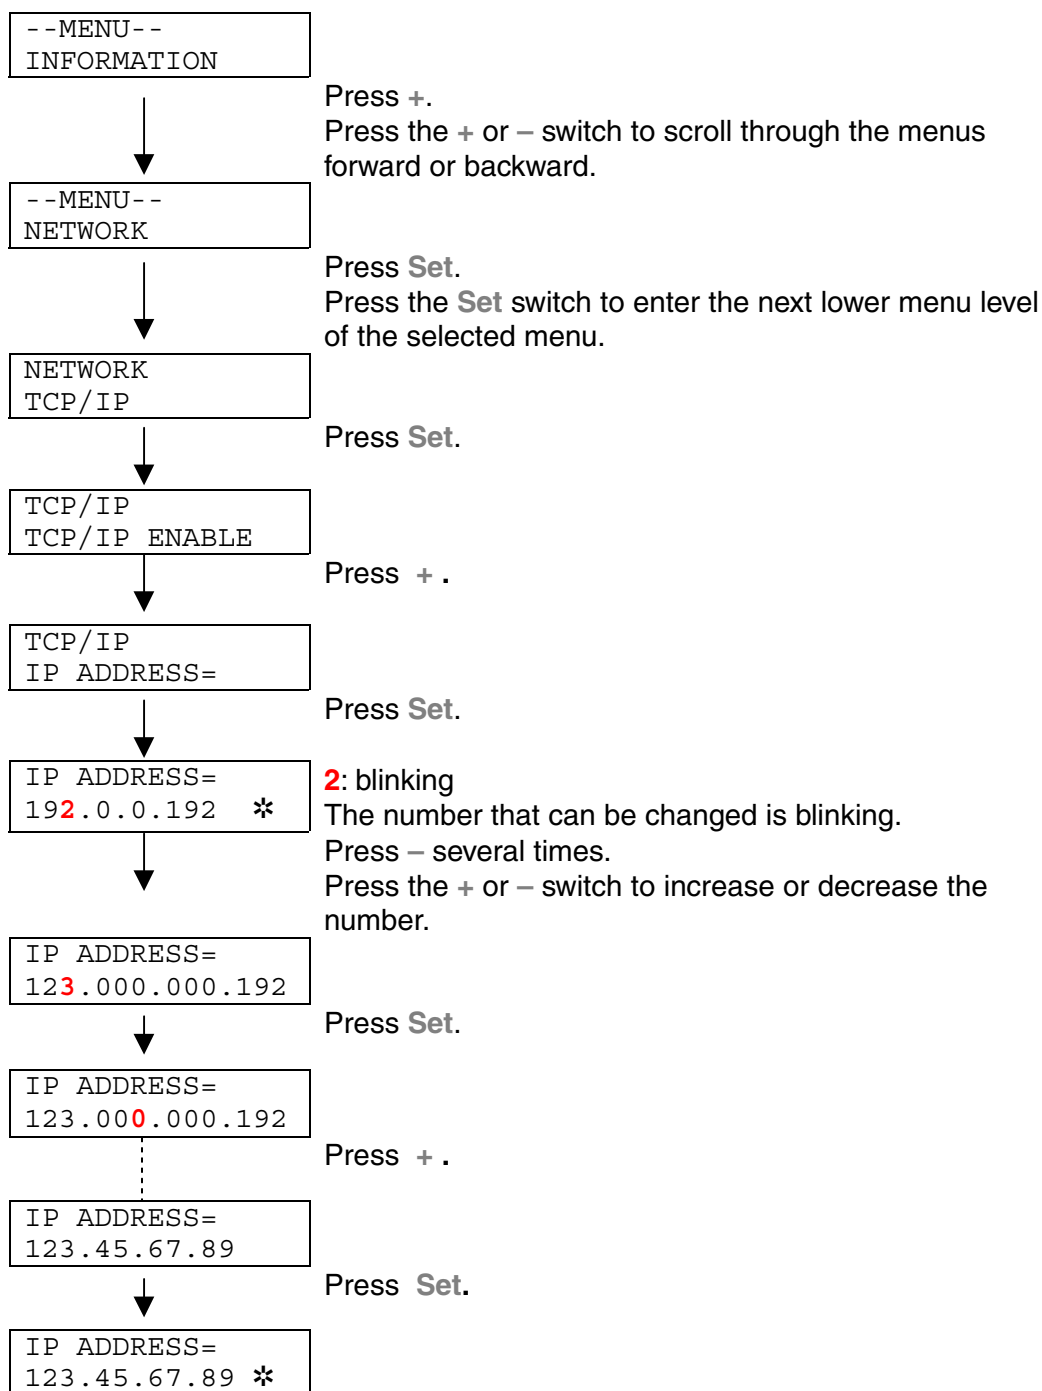 --MENU--
INFORMATION
Press +.
Press the + or – switch to scroll through the menus
forward or backward.
--MENU--
NETWORK
Press Set.
Press the Set switch to enter the next lower menu level
of the selected menu.
NETWORK
TCP/IP
Press Set.
TCP/IP
TCP/IP ENABLE
Press + .
TCP/IP
IP ADDRESS=
Press Set.
IP ADDRESS=
192.0.0.192 ✲
2: blinking
The number that can be changed is blinking.
Press – several times.
Press the + or – switch to increase or decrease the
number.
IP ADDRESS=
123.000.000.192
Press Set.
IP ADDRESS=
123.000.000.192
Press + .
IP ADDRESS=
123.45.67.89
Press Set.
IP ADDRESS=
123.45.67.89 ✲